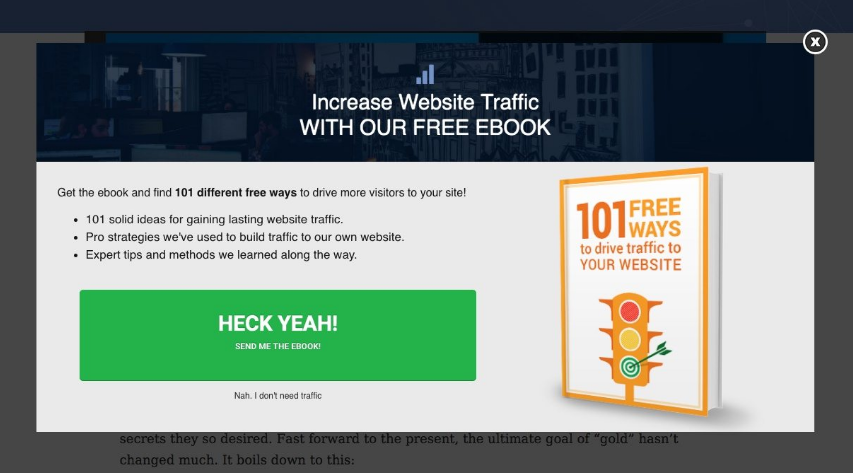 x
Increase Website Traffic
WITH OUR FREE EBOOK
Get the ebook and find 101 different free ways to drive more visitors to your site!
• 101 solid ideas for gaining lasting website traffic.
• Pro strategies we've used to build traffic to our own website.
• Expert tips and methods we learned along the way.
HECK YEAH!
SEND ME THE EBOOK!
Nah. I don't need traffic
101 FREE WAYS
to drive traffic to
YOUR WEBSITE
secrets they so desired. Fast forward to the present, the ultimate goal of “gold” hasn’t
changed much. It boils down to this: